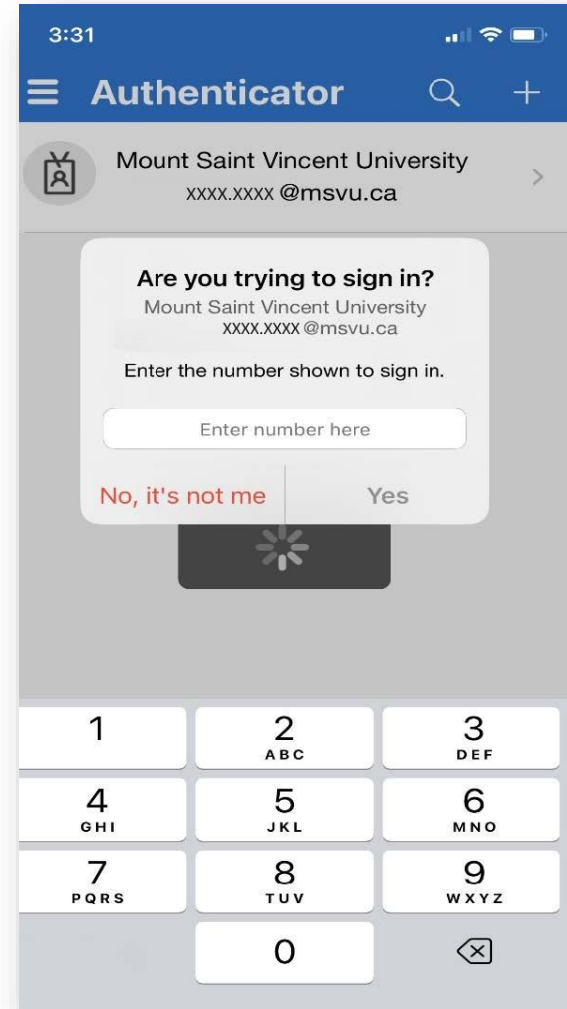 3:31
Authenticator
Mount Saint Vincent University
xxxx.xxxx @msvu.ca
Are you trying to sign in?
Mount Saint Vincent University
xxxx.xxxx @msvu.ca
Enter the number shown to sign in.
Enter number here
No, it's not me
Yes
1
2
ABC
3
DEF
4
GHI
5
JKL
6
MNO
7
PQRS
8
TUV
9
WXYZ
0